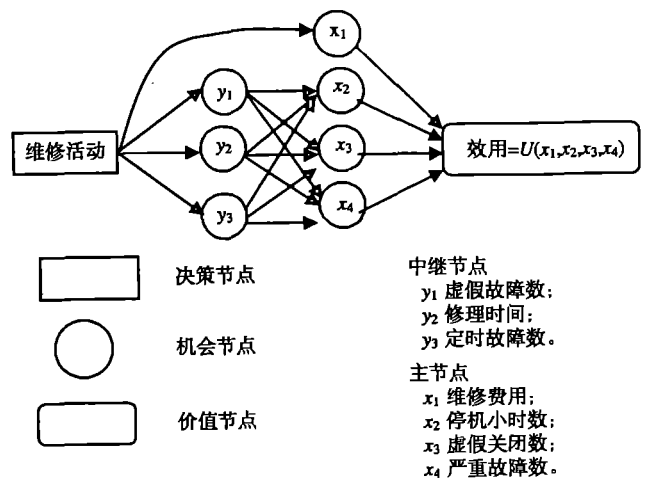 x₁
y₁
x₂
y₂
x₃
y₃
x₄
维修活动
效用=U(x₁,x₂,x₃,x₄)
决策节点
机会节点
价值节点
中继节点
y₁ 虚假故障数；
y₂ 修理时间；
y₃ 定时故障数。
主节点
x₁ 维修费用；
x₂ 停机小时数；
x₃ 虚假关闭数；
x₄ 严重故障数。